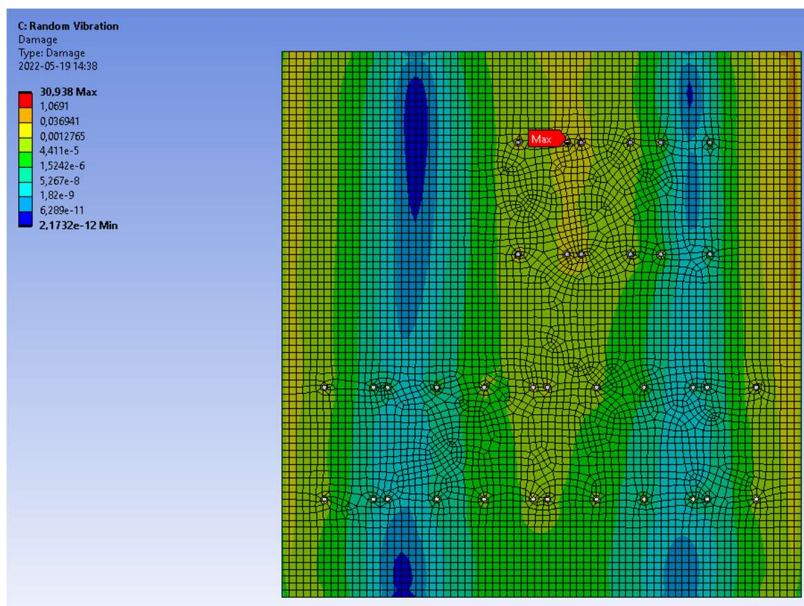 C: Random Vibration
Damage
Type: Damage
2022-05-19 14:38
30,938 Max
1,0691
0,036941
0,0012765
4,411e-5
1,5242e-6
5,267e-8
1,82e-9
6,289e-11
2,1732e-12 Min
Max